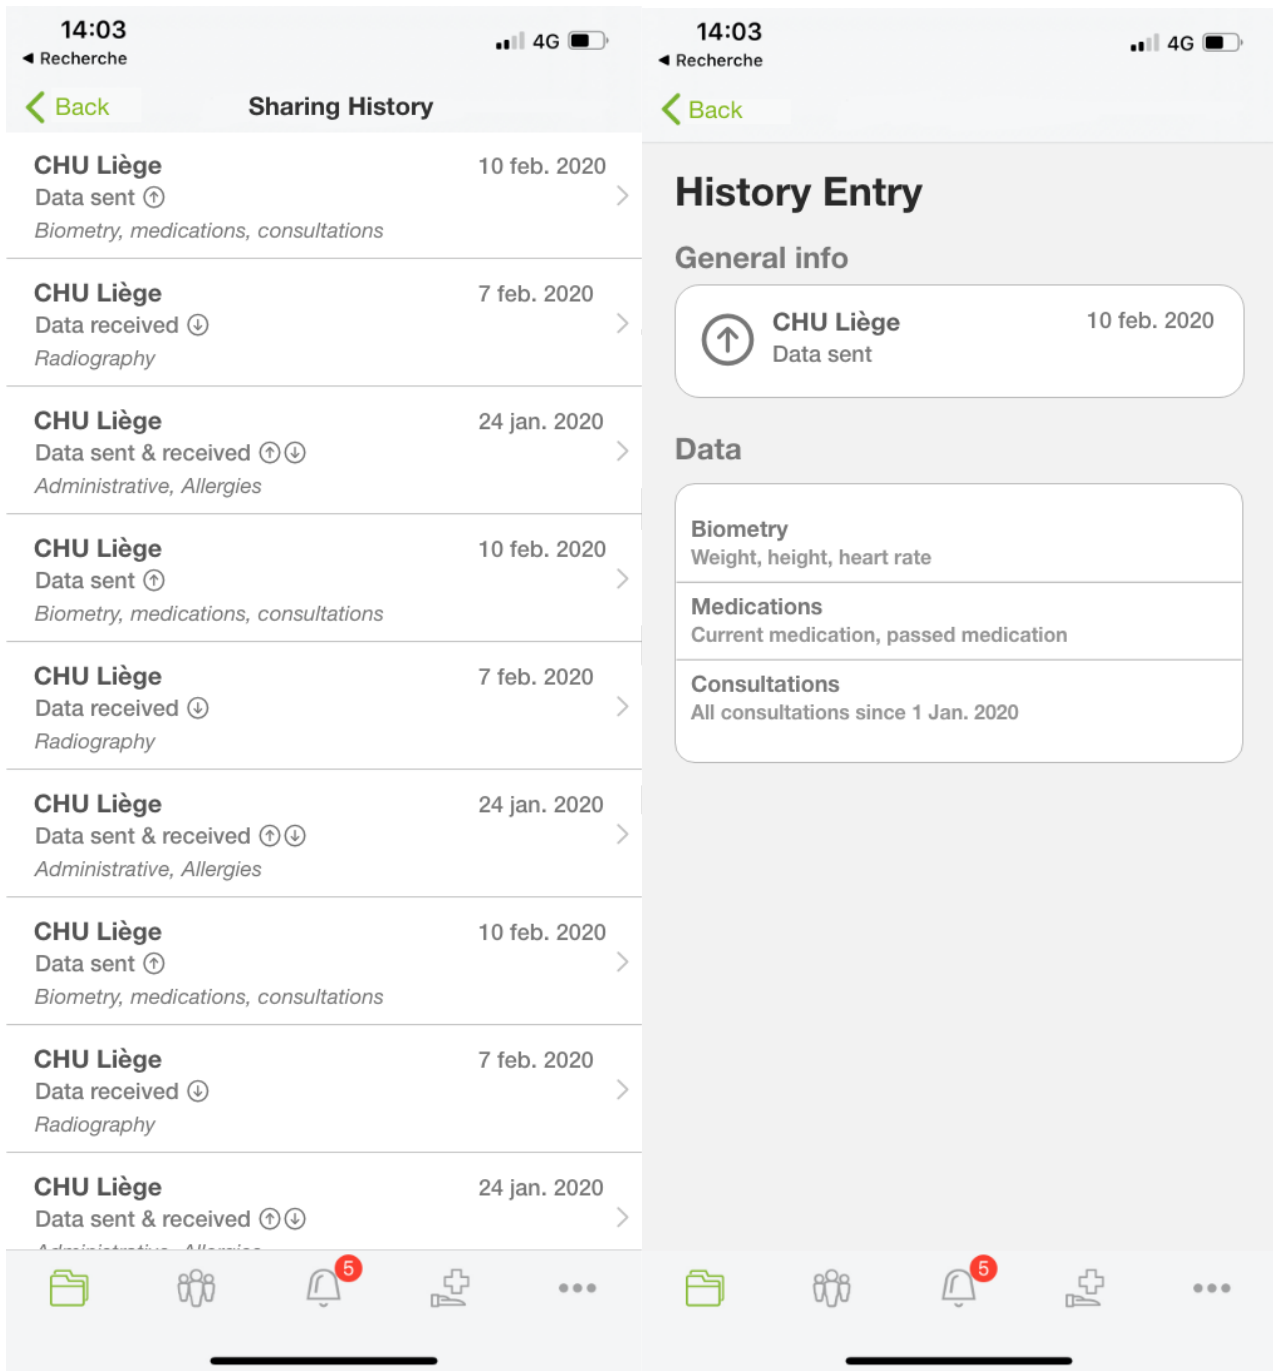 14:03
4G
◀ Recherche
Back
Sharing History
CHU Liège
10 feb. 2020
Data sent
Biometry, medications, consultations
CHU Liège
7 feb. 2020
Data received
Radiography
CHU Liège
24 jan. 2020
Data sent & received
Administrative, Allergies
CHU Liège
10 feb. 2020
Data sent
Biometry, medications, consultations
CHU Liège
7 feb. 2020
Data received
Radiography
CHU Liège
24 jan. 2020
Data sent & received
Administrative, Allergies
CHU Liège
10 feb. 2020
Data sent
Biometry, medications, consultations
CHU Liège
7 feb. 2020
Data received
Radiography
CHU Liège
24 jan. 2020
Data sent & received
Administrative, Allergies
5
14:03
4G
◀ Recherche
Back
History Entry
General info
CHU Liège
10 feb. 2020
Data sent
Data
Biometry
Weight, height, heart rate
Medications
Current medication, passed medication
Consultations
All consultations since 1 Jan. 2020
5